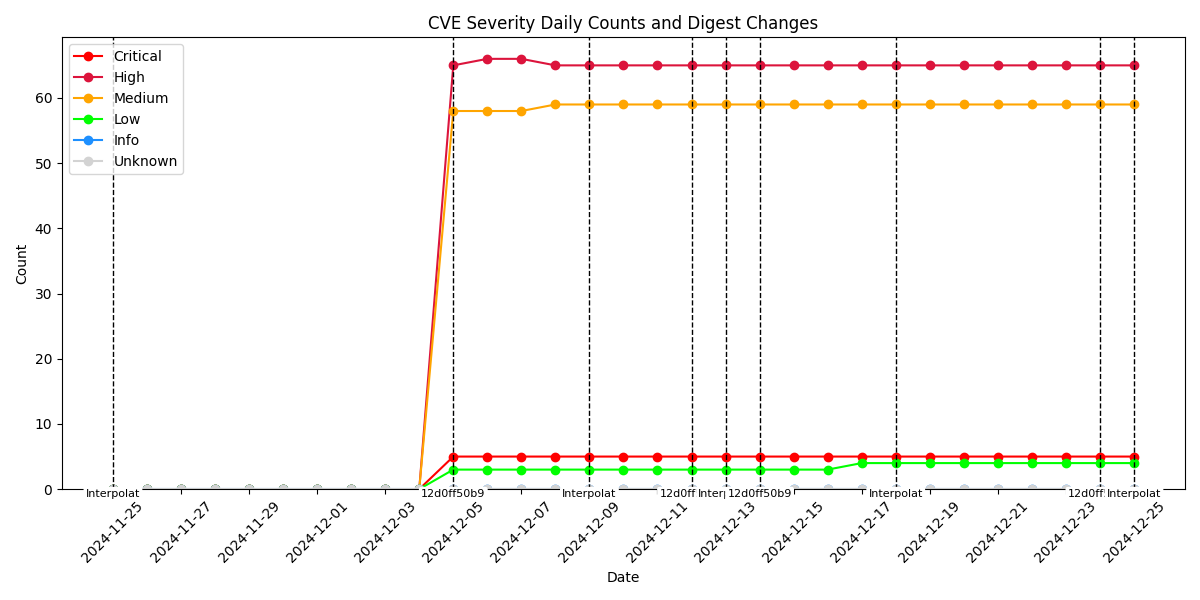 CVE Severity Daily Counts and Digest Changes
Critical
High
Medium
Low
Info
Unknown
Count
60
50
40
30
20
10
0
Interpolat
12d0ff50b9
Interpolat
12d0ff
Interp
12d0ff50b9
Interpolat
12d0ff
Interpolat
2024-11-25
2024-11-27
2024-11-29
2024-12-01
2024-12-03
2024-12-05
2024-12-07
2024-12-09
2024-12-11
2024-12-13
2024-12-15
2024-12-17
2024-12-19
2024-12-21
2024-12-23
2024-12-25
Date